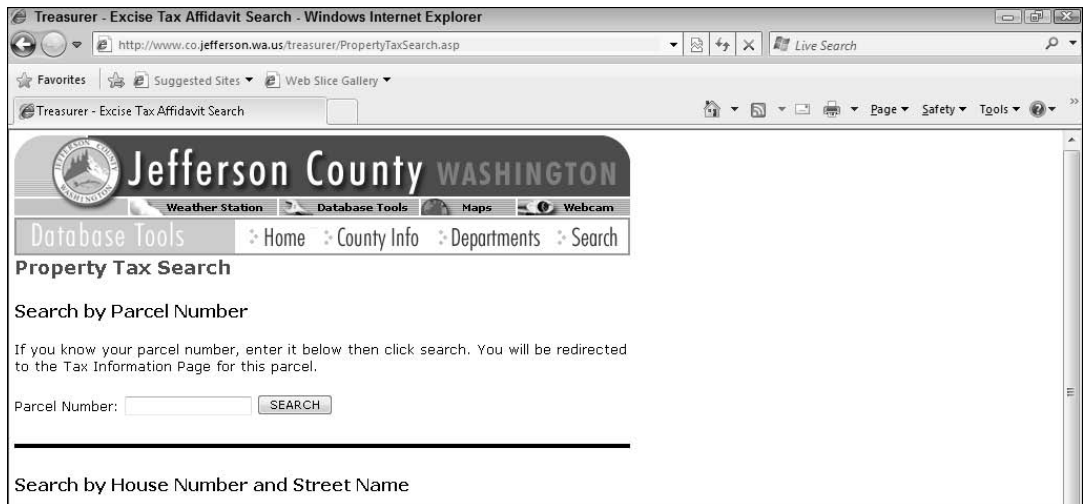 Treasurer - Excise Tax Affidavit Search - Windows Internet Explorer
http://www.co.jefferson.wa.us/treasurer/PropertyTaxSearch.asp
Live Search
Favorites Suggested Sites Web Slice Gallery
Treasurer - Excise Tax Affidavit Search
Page Safety Tools
Jefferson County WASHINGTON
Weather Station Database Tools Maps Webcam
Database Tools Home County Info Departments Search
Property Tax Search
Search by Parcel Number
If you know your parcel number, enter it below then click search. You will be redirected
to the Tax Information Page for this parcel.
Parcel Number: SEARCH
Search by House Number and Street Name